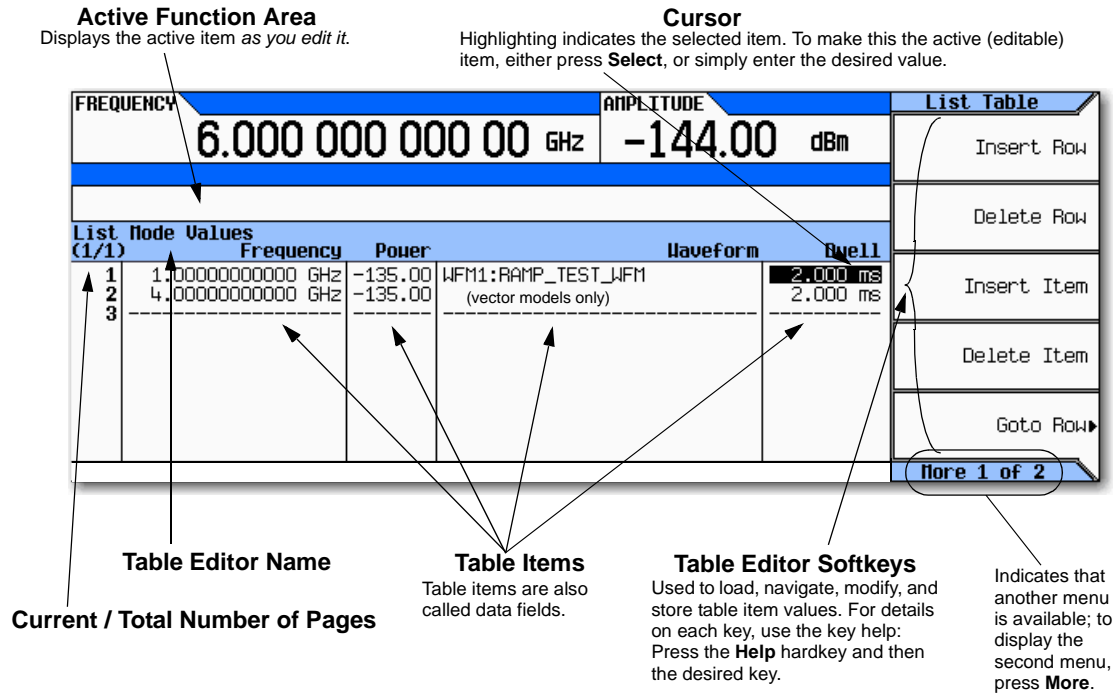 Active Function Area
Displays the active item as you edit it.
Cursor
Highlighting indicates the selected item. To make this the active (editable)
item, either press Select, or simply enter the desired value.
FREQUENCY
6.000 000 000 00 GHz
AMPLITUDE
-144.00 dBm
List Table
Insert Row
Delete Row
Insert Item
Delete Item
Goto Row
More 1 of 2
List Mode Values
(1/1) Frequency Power Waveform Dwell
1 1.00000000000 GHz -135.00 WFM1:RAMP_TEST_WFM 2.000 ms
2 4.00000000000 GHz -135.00 (vector models only) 2.000 ms
3 -------------------- ------- ----------------------------- ----------
Table Editor Name
Current / Total Number of Pages
Table Items
Table items are also
called data fields.
Table Editor Softkeys
Used to load, navigate, modify, and
store table item values. For details
on each key, use the key help:
Press the Help hardkey and then
the desired key.
Indicates that
another menu
is available; to
display the
second menu,
press More.